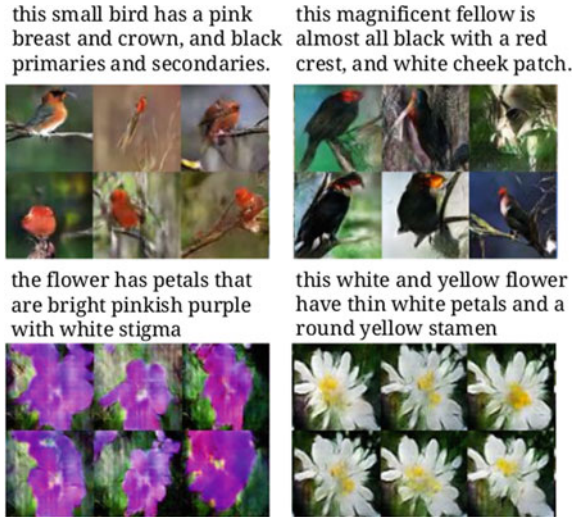 this small bird has a pink
breast and crown, and black
primaries and secondaries.
this magnificent fellow is
almost all black with a red
crest, and white cheek patch.
the flower has petals that
are bright pinkish purple
with white stigma
this white and yellow flower
have thin white petals and a
round yellow stamen